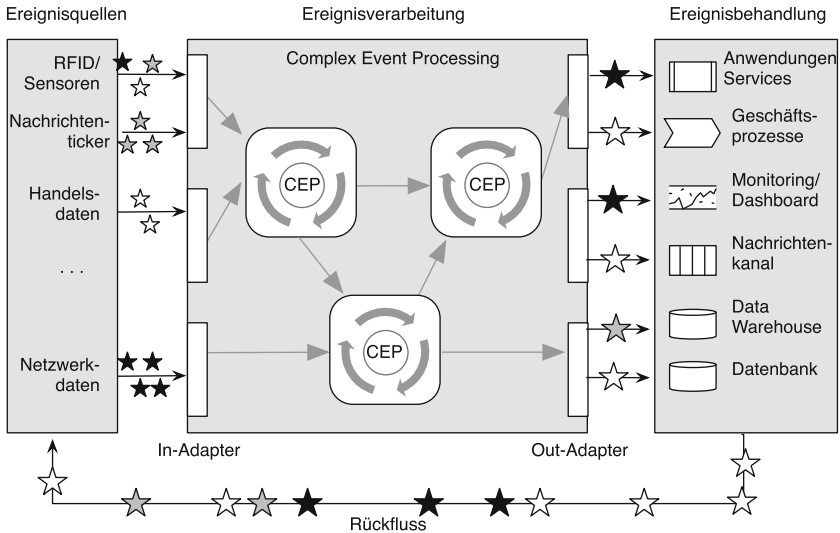 Ereignisquellen
Ereignisverarbeitung
Ereignisbehandlung
RFID/
Sensoren
Nachrichten-
ticker
Handels-
daten
. . .
Netzwerk-
daten
Complex Event Processing
CEP
CEP
CEP
Anwendungen
Services
Geschäfts-
prozesse
Monitoring/
Dashboard
Nachrichten-
kanal
Data
Warehouse
Datenbank
In-Adapter
Out-Adapter
Rückfluss